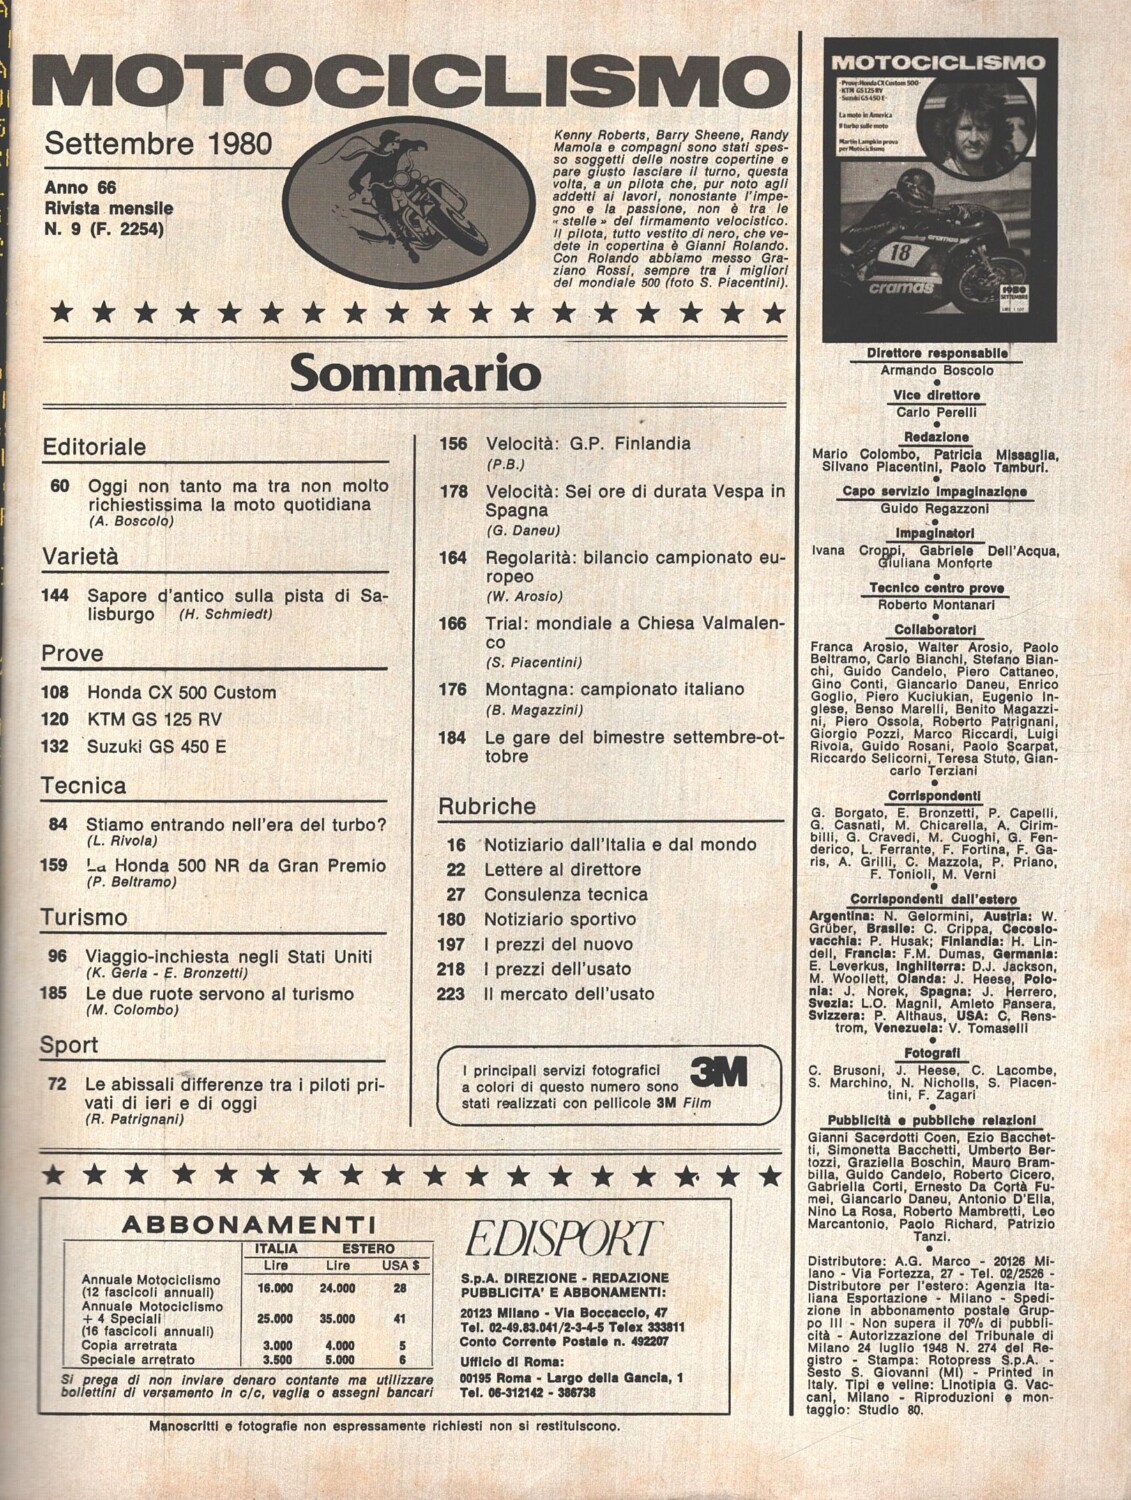 MOTOCICLISMO
Settembre 1980
Anno 66
Rivista mensile
N. 9 (F. 2254)
Kenny Roberts, Barry Sheene, Randy
Mamola e compagni sono stati spes-
so soggetti delle nostre copertine e
pare giusto lasciare il turno, questa
volta, a un pilota che, pur noto agli
addetti ai lavori, nonostante l'impe-
gno e la passione, non è tra le
«stelle» del firmamento velocistico.
Il pilota, tutto vestito di nero, che ve-
dete in copertina è Gianni Rolando.
Con Rolando abbiamo messo Gra-
ziano Rossi, sempre tra i migliori
del mondiale 500 (foto S. Piacentini).
Sommario
Editoriale
60 Oggi non tanto ma tra non molto
richiestissima la moto quotidiana
(A. Boscolo)
Varietà
144 Sapore d'antico sulla pista di Sa-
lisburgo (H. Schmiedt)
Prove
108 Honda CX 500 Custom
120 KTM GS 125 RV
132 Suzuki GS 450 E
Tecnica
84 Stiamo entrando nell'era del turbo?
(L. Rivola)
159 La Honda 500 NR da Gran Premio
(P. Beltramo)
Turismo
96 Viaggio-inchiesta negli Stati Uniti
(K. Gerla - E. Bronzetti)
185 Le due ruote servono al turismo
(M. Colombo)
Sport
72 Le abissali differenze tra i piloti pri-
vati di ieri e di oggi
(R. Patrignani)
156 Velocità: G.P. Finlandia
(P.B.)
178 Velocità: Sei ore di durata Vespa in
Spagna
(G. Daneu)
164 Regolarità: bilancio campionato eu-
ropeo
(W. Arosio)
166 Trial: mondiale a Chiesa Valmalen-
co
(S. Piacentini)
176 Montagna: campionato italiano
(B. Magazzini)
184 Le gare del bimestre settembre-ot-
tobre
Rubriche
16 Notiziario dall'Italia e dal mondo
22 Lettere al direttore
27 Consulenza tecnica
180 Notiziario sportivo
197 I prezzi del nuovo
218 I prezzi dell'usato
223 Il mercato dell'usato
I principali servizi fotografici
a colori di questo numero sono
stati realizzati con pellicole 3M Film
3M
ABBONAMENTI
ITALIA ESTERO
Lire Lire USA $
Annuale Motociclismo
(12 fascicoli annuali) 16.000 24.000 28
Annuale Motociclismo
+ 4 Speciali
(16 fascicoli annuali) 25.000 35.000 41
Copia arretrata 3.000 4.000 5
Speciale arretrato 3.500 5.000 6
Si prega di non inviare denaro contante ma utilizzare
bollettini di versamento in c/c, vaglia o assegni bancari
EDISPORT
S.p.A. DIREZIONE - REDAZIONE
PUBBLICITA' E ABBONAMENTI:
20123 Milano - Via Boccaccio, 47
Tel. 02-49.83.041/2-3-4-5 Telex 333811
Conto Corrente Postale n. 492207
Ufficio di Roma:
00195 Roma - Largo della Gancia, 1
Tel. 06-312142 - 386738
Manoscritti e fotografie non espressamente richiesti non si restituiscono.
MOTOCICLISMO
·Prove·Honda CX Custom 500·
·KTM GS 125 RV
·Suzuki GS 450 E
La moto in America
Il turbo sulle moto
Martin Lampkin prova
per Motociclismo
18
cramas
cramas
1980
SETTEMBRE
Direttore responsabile
Armando Boscolo
Vice direttore
Carlo Perelli
Redazione
Mario Colombo, Patricia Missaglia,
Silvano Piacentini, Paolo Tamburi.
Capo servizio impaginazione
Guido Regazzoni
Impaginatori
Ivana Croppi, Gabriele Dell'Acqua,
Giuliana Monforte
Tecnico centro prove
Roberto Montanari
Collaboratori
Franca Arosio, Walter Arosio, Paolo
Beltramo, Carlo Bianchi, Stefano Bian-
chi, Guido Candelo, Piero Cattaneo,
Gino Conti, Giancarlo Daneu, Enrico
Goglio, Piero Kuciukian, Eugenio In-
glese, Benso Marelli, Benito Magazzi-
ni, Piero Ossola, Roberto Patrignani,
Giorgio Pozzi, Marco Riccardi, Luigi
Rivola, Guido Rosani, Paolo Scarpat,
Riccardo Selicorni, Teresa Stuto, Gian-
carlo Terziani
Corrispondenti
G. Borgato, E. Bronzetti, P. Capelli,
G. Casnati, M. Chicarella, A. Cirim-
billi, G. Cravedi, M. Cuoghi, G. Fen-
derico, L. Ferrante, F. Fortina, F. Ga-
ris, A. Grilli, C. Mazzola, P. Priano,
F. Tonioli, M. Verni
Corrispondenti dall'estero
Argentina: N. Gelormini, Austria: W.
Grüber, Brasile: C. Crippa, Cecoslo-
vacchia: P. Husak; Finlandia: H. Lin-
dell, Francia: F.M. Dumas, Germania:
E. Leverkus, Inghilterra: D.J. Jackson,
M. Woollett, Olanda: J. Heese, Polo-
nia: J. Norek, Spagna: J. Herrero,
Svezia: L.O. Magnil, Amleto Pansera,
Svizzera: P. Althaus, USA: C. Rens-
trom, Venezuela: V. Tomaselli
Fotografi
C. Brusoni, J. Heese, C. Lacombe,
S. Marchino, N. Nicholls, S. Piacen-
tini, F. Zagari
Pubblicità e pubbliche relazioni
Gianni Sacerdotti Coen, Ezio Bacchet-
ti, Simonetta Bacchetti, Umberto Ber-
tozzi, Graziella Boschin, Mauro Bram-
billa, Guido Candelo, Roberto Cicero,
Gabriella Corti, Ernesto Da Cortà Fu-
mei, Giancarlo Daneu, Antonio D'Elia,
Nino La Rosa, Roberto Mambretti, Leo
Marcantonio, Paolo Richard, Patrizio
Tanzi.
Distributore: A.G. Marco - 20126 Mi-
lano - Via Fortezza, 27 - Tel. 02/2526 -
Distributore per l'estero: Agenzia Ita-
liana Esportazione - Milano - Spedi-
zione in abbonamento postale Grup-
po III - Non supera il 70% di pubbli-
cità - Autorizzazione del Tribunale di
Milano 24 luglio 1948 N. 274 del Re-
gistro - Stampa: Rotopress S.p.A. -
Sesto S. Giovanni (MI) - Printed in
Italy. Tipi e veline: Linotipia G. Vac-
cani, Milano - Riproduzioni e mon-
taggio: Studio 80.